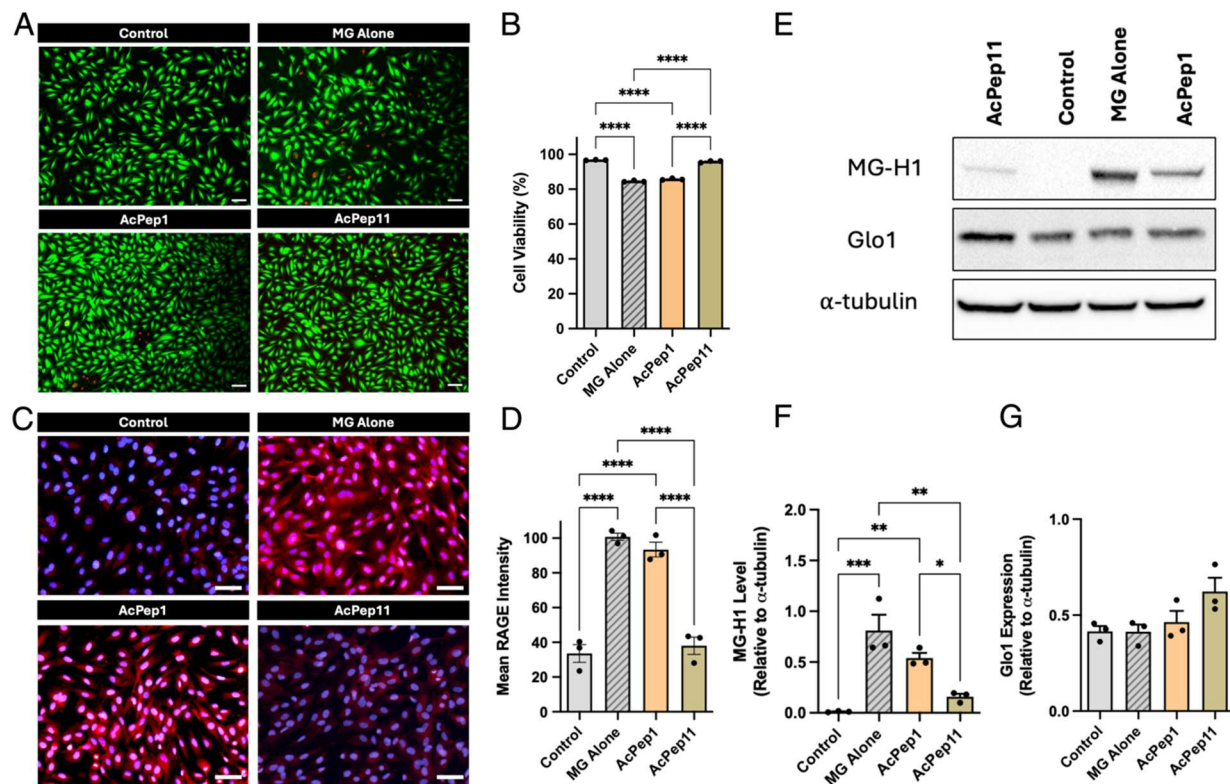 A
Control
MG Alone
AcPep1
AcPep11
B
****
****
****
****
Cell Viability (%)
100
80
60
40
20
0
Control
MG Alone
AcPep1
AcPep11
E
AcPep11
Control
MG Alone
AcPep1
MG-H1
Glo1
α-tubulin
C
Control
MG Alone
AcPep1
AcPep11
D
****
****
****
****
Mean RAGE Intensity
100
80
60
40
20
0
Control
MG Alone
AcPep1
AcPep11
F
**
**
***
*
MG-H1 Level
(Relative to α-tubulin)
2.0
1.5
1.0
0.5
0.0
Control
MG Alone
AcPep1
AcPep11
G
Glo1 Expression
(Relative to α-tubulin)
1.0
0.5
0.0
Control
MG Alone
AcPep1
AcPep11